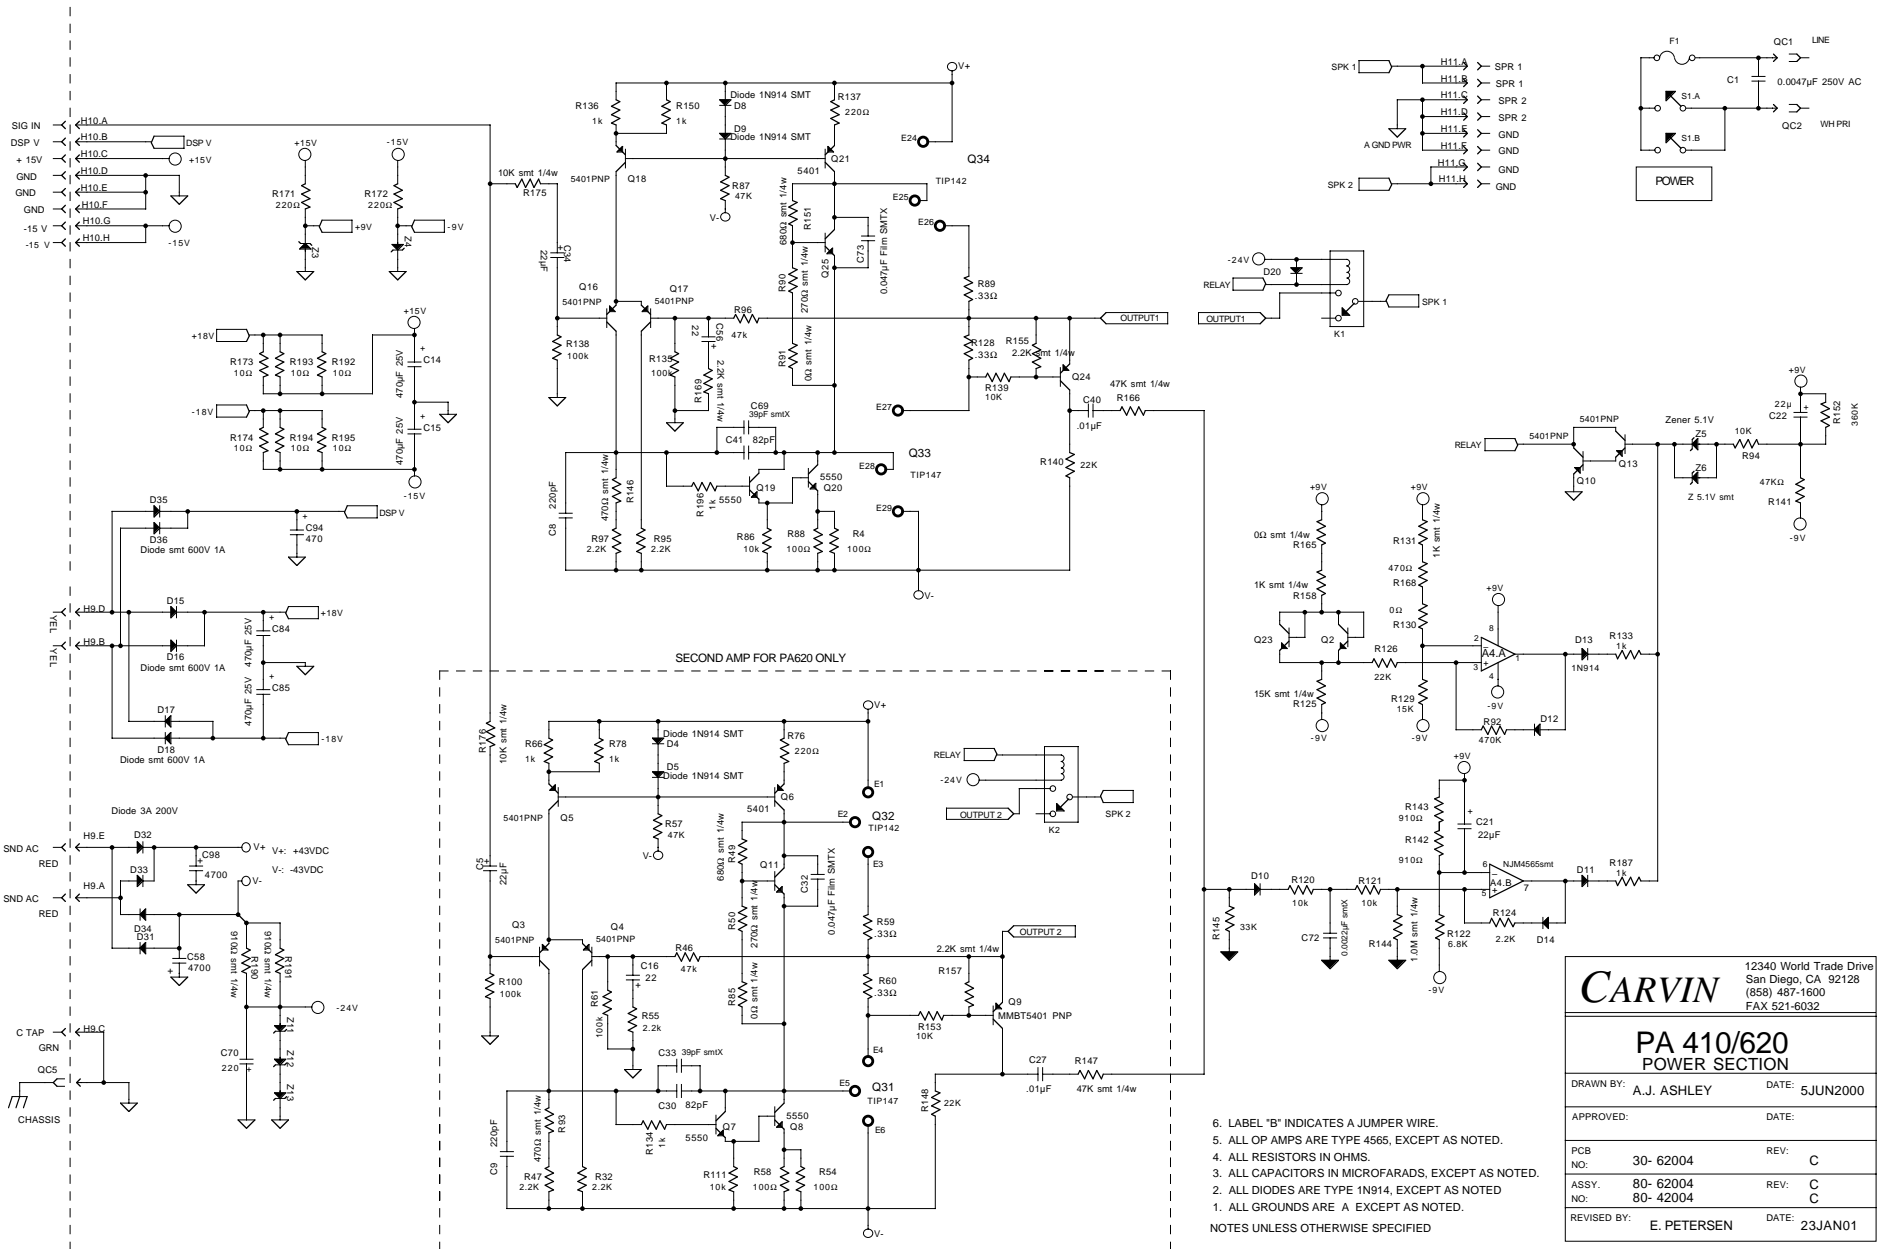 SIG IN
H10.A
DSP V
H10.B
DSP V
+ 15V
H10.C
+15V
GND
H10.D
GND
H10.E
GND
H10.F
-15 V
H10.G
-15 V
H10.H
-15V
+15V
R171
220Ω
+9V
Z3
-15V
R172
220Ω
-9V
Z4
+18V
R173
10Ω
R193
10Ω
R192
10Ω
+15V
470µF 25V
C14
-18V
R174
10Ω
R194
10Ω
R195
10Ω
470µF 25V
C15
-15V
D35
D36
Diode smt 600V 1A
C94
470
DSP V
YEL
H9.D
YEL
H9.B
D15
D16
Diode smt 600V 1A
470µF 25V
C84
+18V
470µF 25V
C85
D17
D18
Diode smt 600V 1A
-18V
Diode 3A 200V
SND AC
RED
H9.E
D32
D33
C98
4700
V+
V+: +43VDC
V-: -43VDC
V-
SND AC
RED
H9.A
D34
D31
C58
4700
910Ω smt 1/4w
R190
910Ω smt 1/4w
R191
-24V
C70
220
Z11
Z12
Z13
C TAP
GRN
H9.C
QC5
CHASSIS
V+
R136
1k
R150
1k
Diode 1N914 SMT
D8
D9
Diode 1N914 SMT
R137
220Ω
E24
Q34
TIP142
Q21
5401
5401PNP
Q18
R87
47K
V-
10K smt 1/4w
R175
C34
22µF
680Ω smt 1/4w
R151
Q25
C73
0.047µF Film SMTX
E25
E26
R90
270Ω smt 1/4w
R91
0Ω smt 1/4w
Q16
5401PNP
Q17
5401PNP
R96
47k
R138
100k
R135
100k
C56
22
2.2K smt 1/4w
R169
R89
.33Ω
R128
.33Ω
R155
2.2K smt 1/4w
OUTPUT1
R139
10K
Q24
E27
C40
.01µF
47K smt 1/4w
R166
R140
22K
C69
39pF smtX
C41
82pF
E28
Q33
TIP147
E29
220pF
C8
470Ω smt 1/4w
R146
R196
1k
5550
Q19
5550
Q20
R97
2.2K
R95
2.2K
R86
10k
R88
100Ω
R4
100Ω
V-
SECOND AMP FOR PA620 ONLY
R176
10K smt 1/4w
C5
22µF
V+
R66
1k
R78
1k
Diode 1N914 SMT
D4
D5
Diode 1N914 SMT
R76
220Ω
5401PNP
Q5
R57
47K
V-
Q6
5401
E1
E2
Q32
TIP142
E3
680Ω smt 1/4w
R49
Q11
C32
0.047µF Film SMTX
R50
270Ω smt 1/4w
R85
0Ω smt 1/4w
Q3
5401PNP
Q4
5401PNP
R46
47k
R100
100k
R61
100k
C16
22
R55
2.2k
R59
.33Ω
R60
.33Ω
E4
R153
10K
2.2K smt 1/4w
R157
OUTPUT 2
Q9
MMBT5401 PNP
C27
.01µF
R147
47K smt 1/4w
R148
22K
C33
39pF smtX
C30
82pF
E5
Q31
TIP147
E6
220pF
C9
470Ω smt 1/4w
R93
R134
1k
Q7
5550
5550
Q8
R47
2.2K
R32
2.2K
R111
10k
R58
100Ω
R54
100Ω
V-
RELAY
-24V
OUTPUT 2
K2
SPK 2
SPK 1
H11.A
SPR 1
H11.B
SPR 1
H11.C
SPR 2
H11.D
SPR 2
H11.E
GND
H11.F
GND
A GND PWR
H11.G
GND
H11.H
GND
SPK 2
F1
QC1
LINE
C1
0.0047µF 250V AC
S1.A
S1.B
QC2
WH PRI
POWER
-24V
D20
RELAY
OUTPUT1
K1
SPK 1
RELAY
5401PNP
5401PNP
Q10
Q13
Zener 5.1V
Z5
Z6
Z 5.1V smt
10K
R94
+9V
22µ
C22
R152
360K
47KΩ
R141
-9V
+9V
0Ω smt 1/4w
R165
1K smt 1/4w
R158
Q23
Q2
15K smt 1/4w
R125
-9V
+9V
R131
1K smt 1/4w
470Ω
R168
0Ω
R130
R126
22K
R129
15K
-9V
+9V
8
2
A4.A
1
3
4
-9V
R92
470K
D12
D13
1N914
R133
1k
+9V
R143
910Ω
R142
910Ω
C21
22µF
NJM4565smt
6
A4.B
7
5
R124
2.2K
D14
D11
R187
1k
R122
6.8K
-9V
D10
R120
10k
R121
10k
R145
33K
C72
0.0022µF smtX
R144
1.0M smt 1/4w
6. LABEL "B" INDICATES A JUMPER WIRE.
5. ALL OP AMPS ARE TYPE 4565, EXCEPT AS NOTED.
4. ALL RESISTORS IN OHMS.
3. ALL CAPACITORS IN MICROFARADS, EXCEPT AS NOTED.
2. ALL DIODES ARE TYPE 1N914, EXCEPT AS NOTED
1. ALL GROUNDS ARE A EXCEPT AS NOTED.
NOTES UNLESS OTHERWISE SPECIFIED
CARVIN
12340 World Trade Drive
San Diego, CA 92128
(858) 487-1600
FAX 521-6032
PA 410/620
POWER SECTION
DRAWN BY: A.J. ASHLEY DATE: 5JUN2000
APPROVED: DATE:
PCB NO: 30- 62004 REV: C
ASSY. 80- 62004 REV: C
NO: 80- 42004 C
REVISED BY: E. PETERSEN DATE: 23JAN01